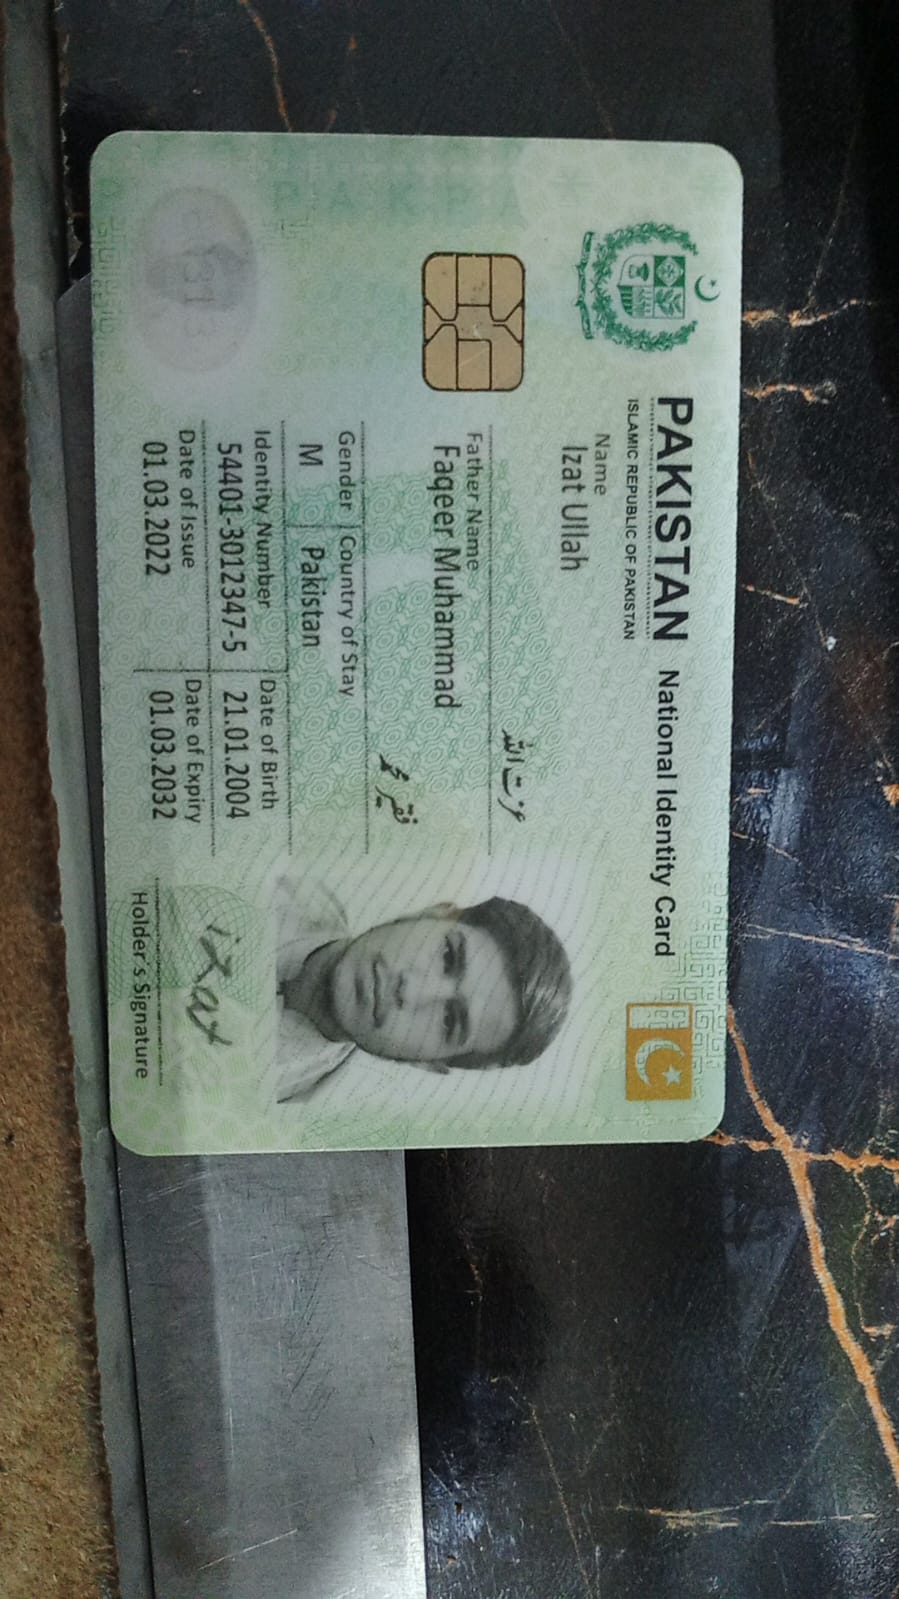 PAKISTAN National Identity Card
ISLAMIC REPUBLIC OF PAKISTAN
Name
Izat Ullah
عزت اللہ
Father Name
Faqeer Muhammad
فقیر محمد
Gender Country of Stay
M Pakistan
Identity Number Date of Birth
54401-3012347-5 21.01.2004
Date of Issue Date of Expiry
01.03.2022 01.03.2032
Holder's Signature
izat